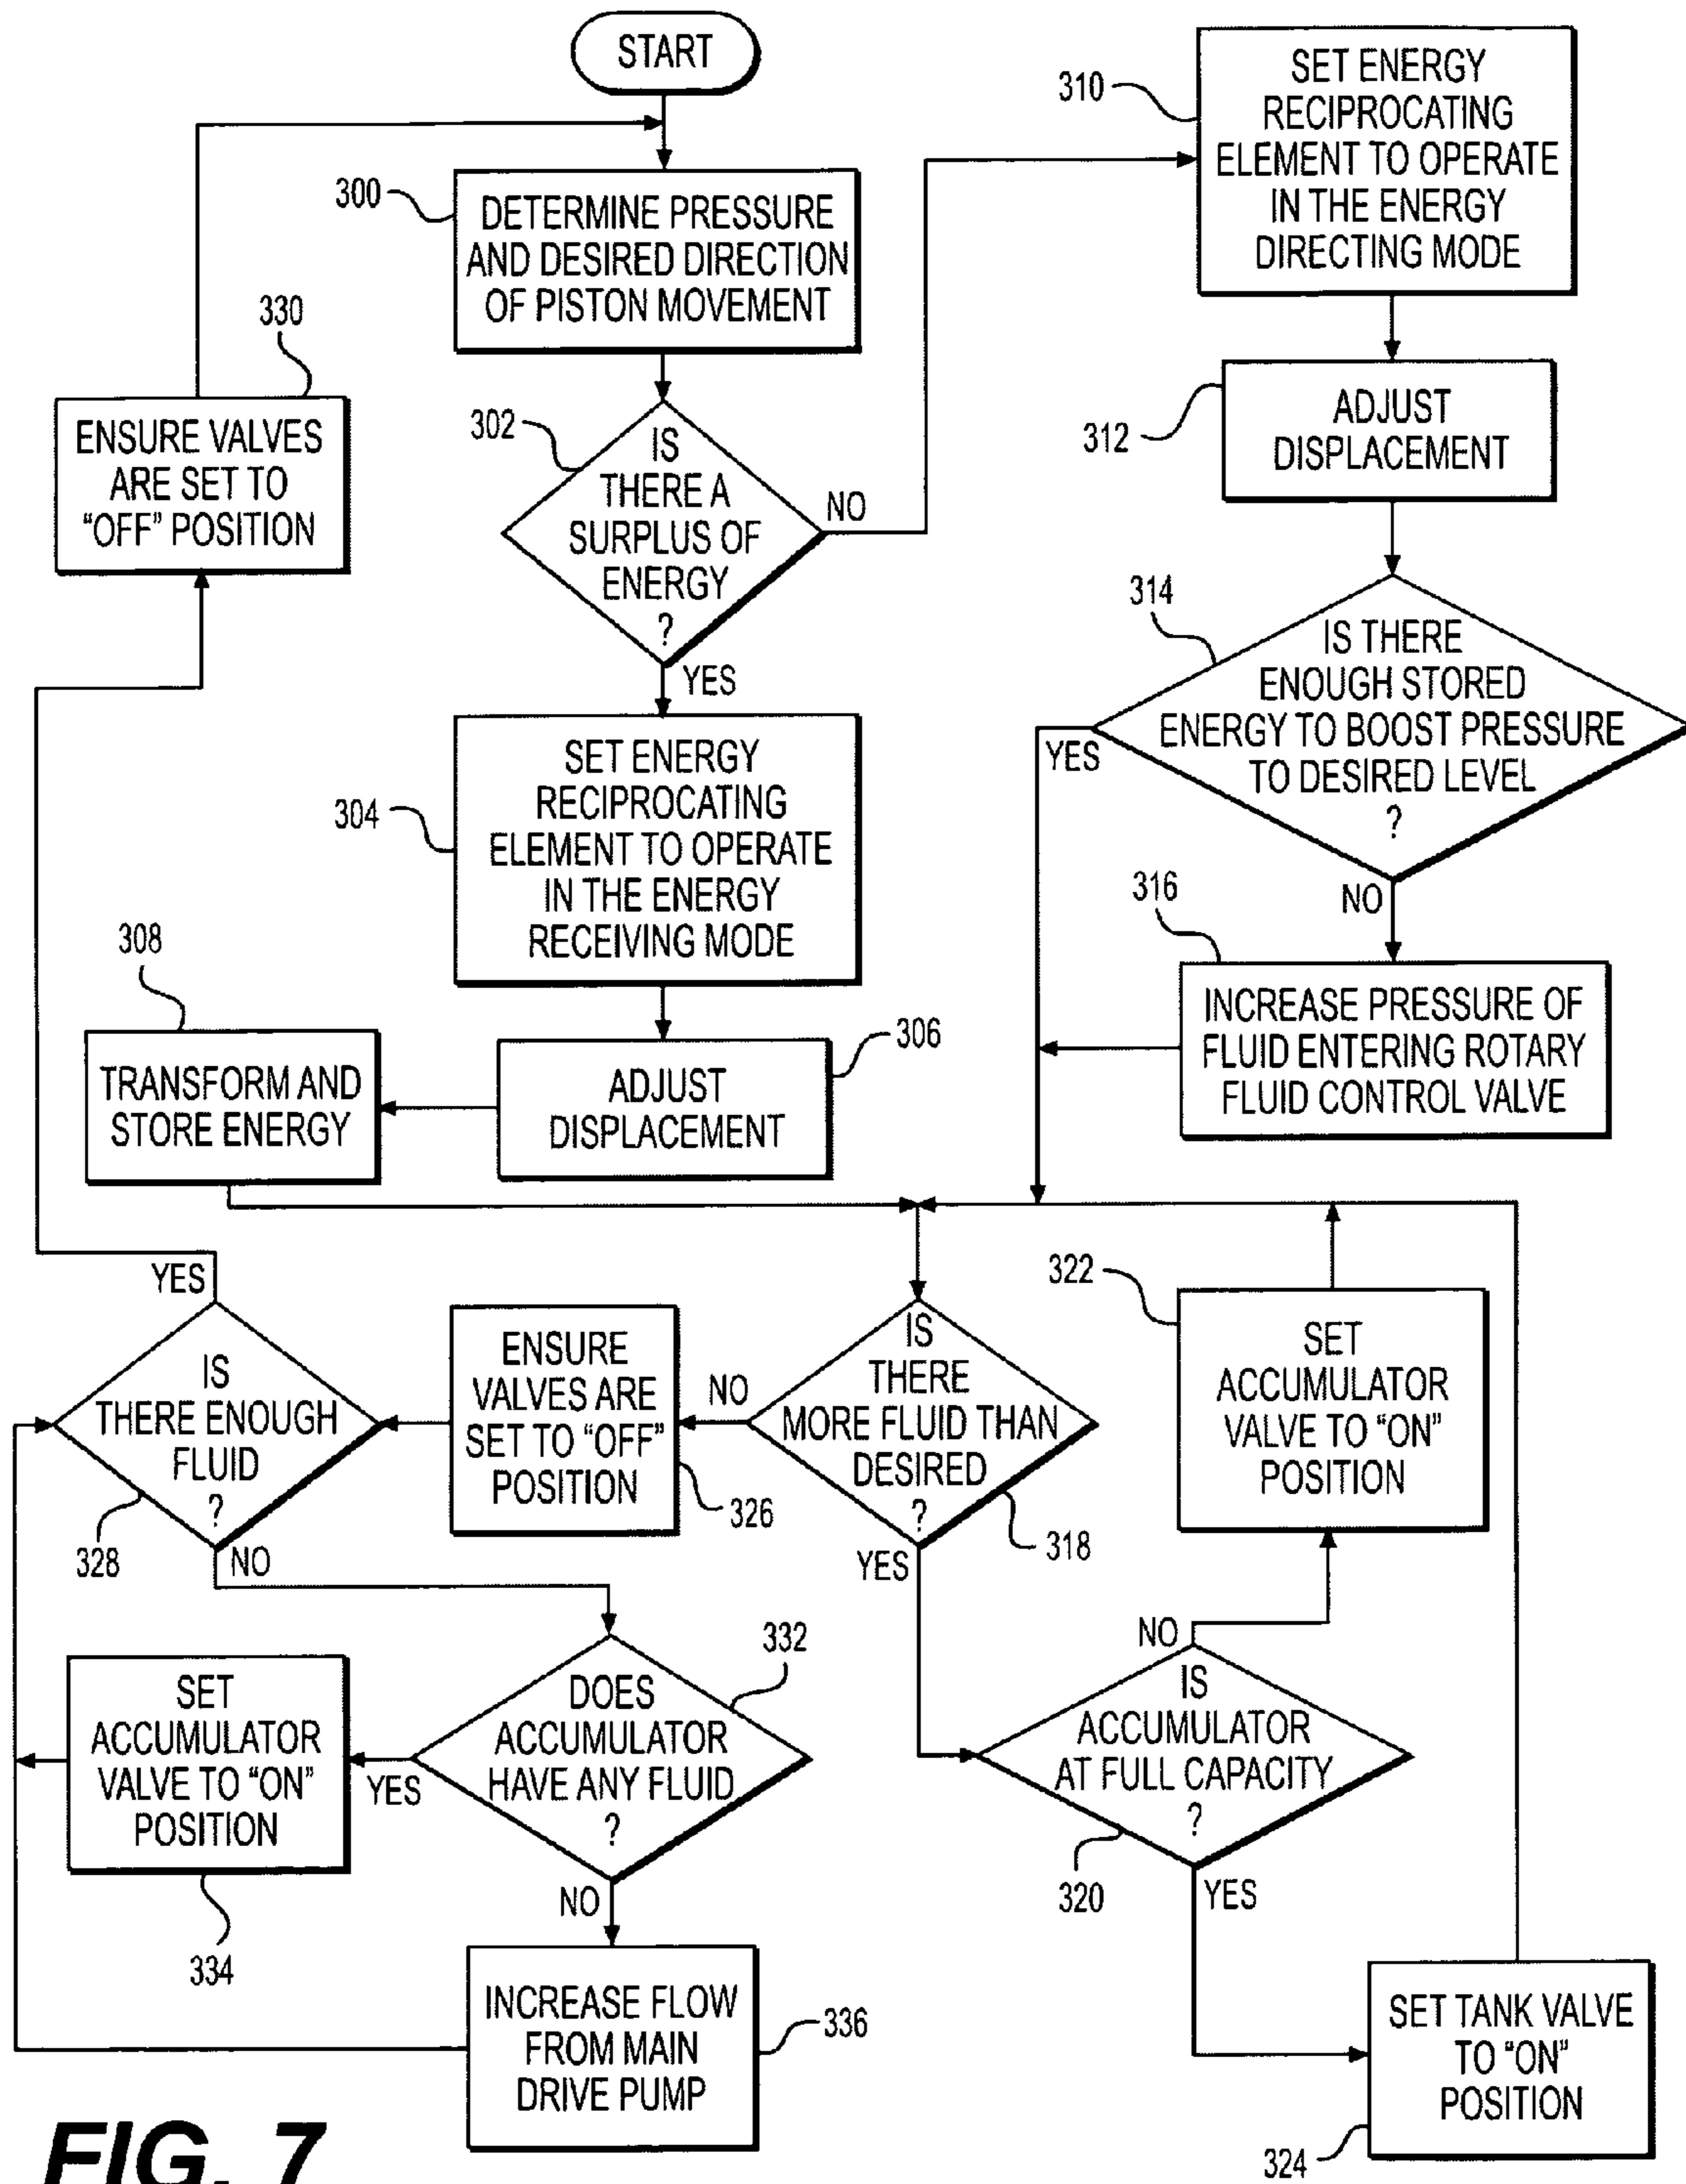 START
300
DETERMINE PRESSURE
AND DESIRED DIRECTION
OF PISTON MOVEMENT
302
IS
THERE A
SURPLUS OF
ENERGY
?
NO
YES
304
SET ENERGY
RECIPROCATING
ELEMENT TO OPERATE
IN THE ENERGY
RECEIVING MODE
306
ADJUST
DISPLACEMENT
308
TRANSFORM AND
STORE ENERGY
310
SET ENERGY
RECIPROCATING
ELEMENT TO OPERATE
IN THE ENERGY
DIRECTING MODE
312
ADJUST
DISPLACEMENT
314
IS THERE
ENOUGH STORED
ENERGY TO BOOST PRESSURE
TO DESIRED LEVEL
?
YES
NO
316
INCREASE PRESSURE OF
FLUID ENTERING ROTARY
FLUID CONTROL VALVE
IS
THERE
MORE FLUID THAN
DESIRED
?
318
NO
YES
IS
ACCUMULATOR
AT FULL CAPACITY
?
320
NO
YES
322
SET
ACCUMULATOR
VALVE TO "ON"
POSITION
SET TANK VALVE
TO "ON"
POSITION
324
ENSURE
VALVES ARE
SET TO "OFF"
POSITION
326
IS
THERE ENOUGH
FLUID
?
328
YES
NO
330
ENSURE VALVES
ARE SET TO
"OFF" POSITION
332
DOES
ACCUMULATOR
HAVE ANY FLUID
?
YES
NO
SET
ACCUMULATOR
VALVE TO "ON"
POSITION
334
INCREASE FLOW
FROM MAIN
DRIVE PUMP
336
FIG. 7